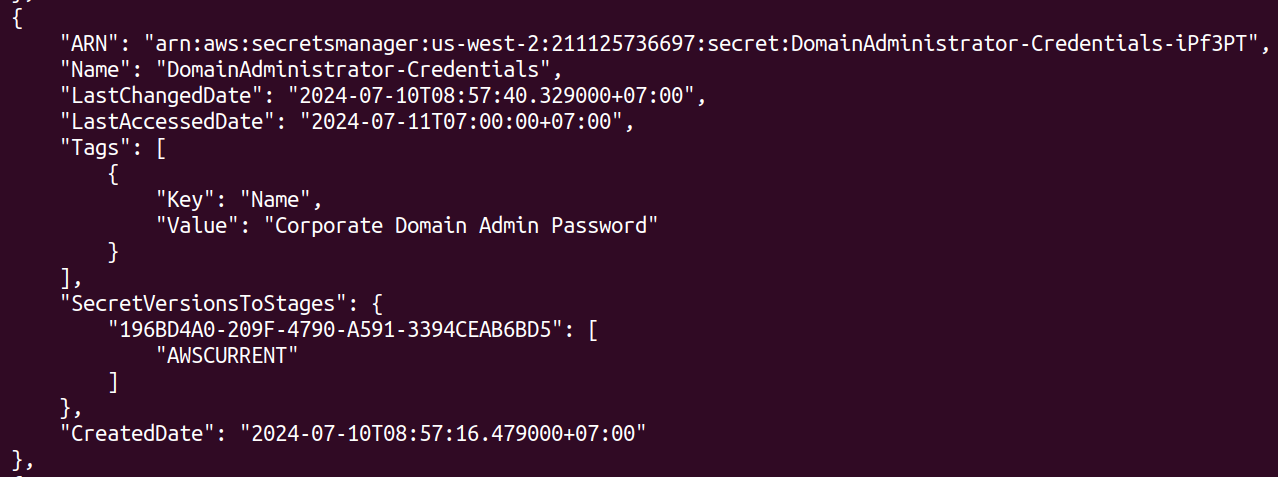 {
"ARN": "arn:aws:secretsmanager:us-west-2:211125736697:secret:DomainAdministrator-Credentials-iPf3PT",
"Name": "DomainAdministrator-Credentials",
"LastChangedDate": "2024-07-10T08:57:40.329000+07:00",
"LastAccessedDate": "2024-07-11T07:00:00+07:00",
"Tags": [
{
"Key": "Name",
"Value": "Corporate Domain Admin Password"
}
],
"SecretVersionsToStages": {
"196BD4A0-209F-4790-A591-3394CEAB6BD5": [
"AWSCURRENT"
]
},
"CreatedDate": "2024-07-10T08:57:16.479000+07:00"
},